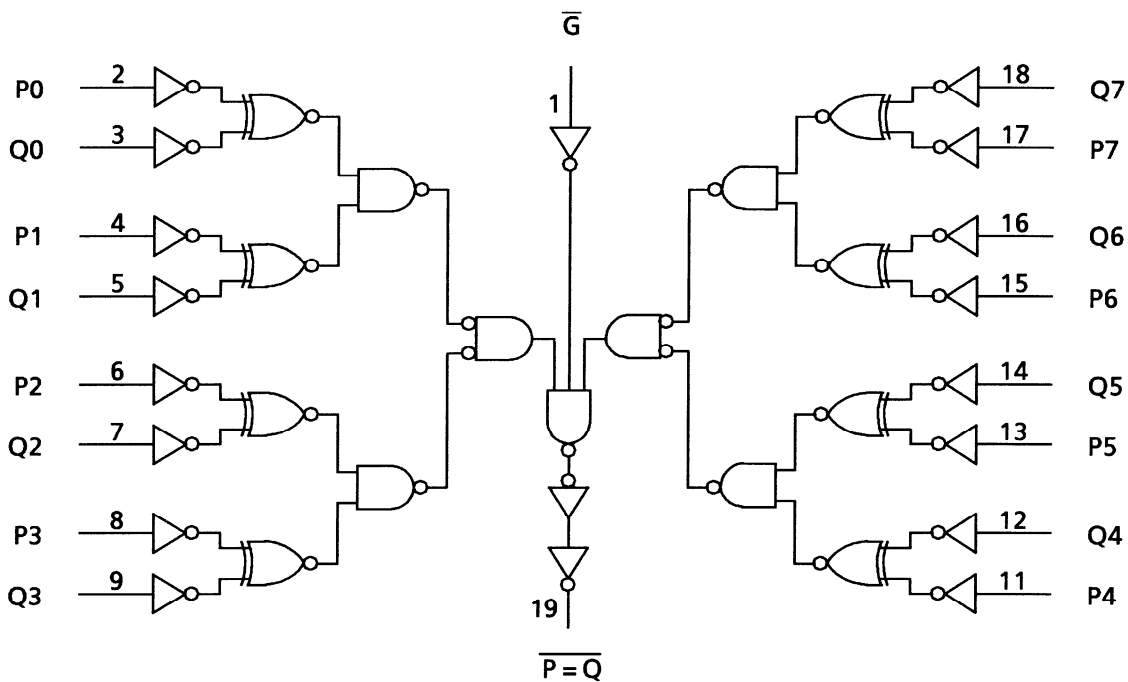 G̅
P0 2 18 Q7
1
Q0 3 17 P7
P1 4 16 Q6
Q1 5 15 P6
P2 6 14 Q5
Q2 7 13 P5
P3 8 12 Q4
Q3 9 11 P4
19
P̅ ̅=̅ ̅Q̅